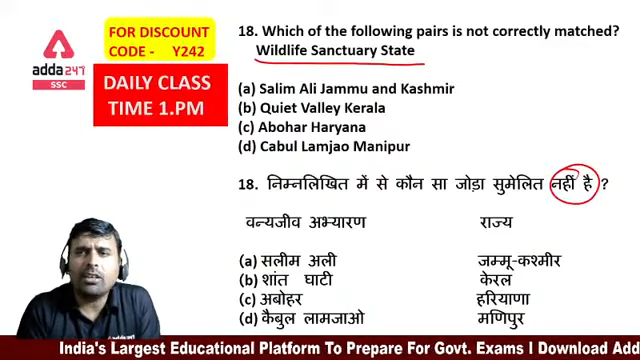 FOR DISCOUNT
CODE - Y242
adda247
SSC
DAILY CLASS
TIME 1.PM
18. Which of the following pairs is not correctly matched?
Wildlife Sanctuary State
(a) Salim Ali Jammu and Kashmir
(b) Quiet Valley Kerala
(c) Abohar Haryana
(d) Cabul Lamjao Manipur
18. निम्नलिखित में से कौन सा जोड़ा सुमेलित नहीं है ?
वन्यजीव अभ्यारण राज्य
(a) सलीम अली जम्मू-कश्मीर
(b) शांत घाटी केरल
(c) अबोहर हरियाणा
(d) कैबुल लामजाओ मणिपुर
India's Largest Educational Platform To Prepare For Govt. Exams I Download Add